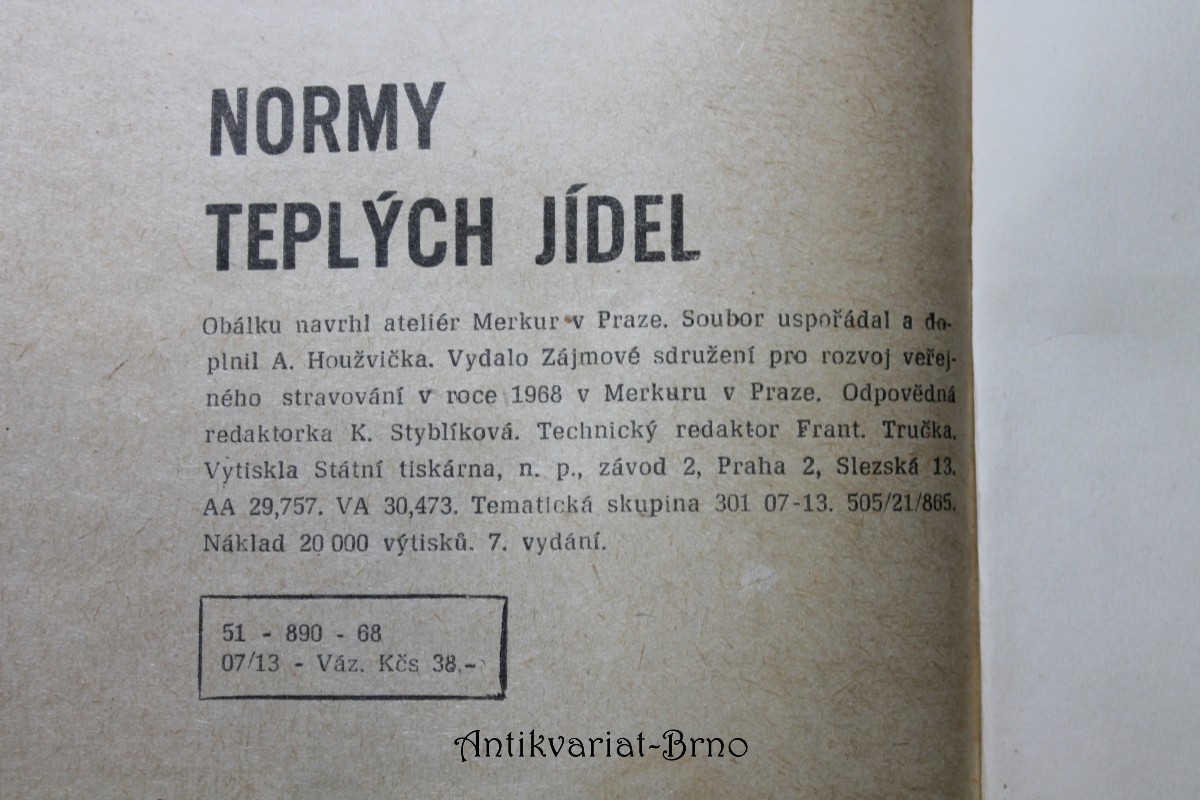 NORMY
TEPLÝCH JÍDEL
Obálku navrhl ateliér Merkur v Praze. Soubor uspořádal a do-
plnil A. Houžvička. Vydalo Zájmové sdružení pro rozvoj veřej-
ného stravování v roce 1968 v Merkuru v Praze. Odpovědná
redaktorka K. Styblíková. Technický redaktor Frant. Tručka.
Vytiskla Státní tiskárna, n. p., závod 2, Praha 2, Slezská 13.
AA 29,757. VA 30,473. Tematická skupina 301 07-13. 505/21/865.
Náklad 20 000 výtisků. 7. vydání.
51 - 890 - 68
07/13 - Váz. Kčs 38,-
Antikvariat-Brno